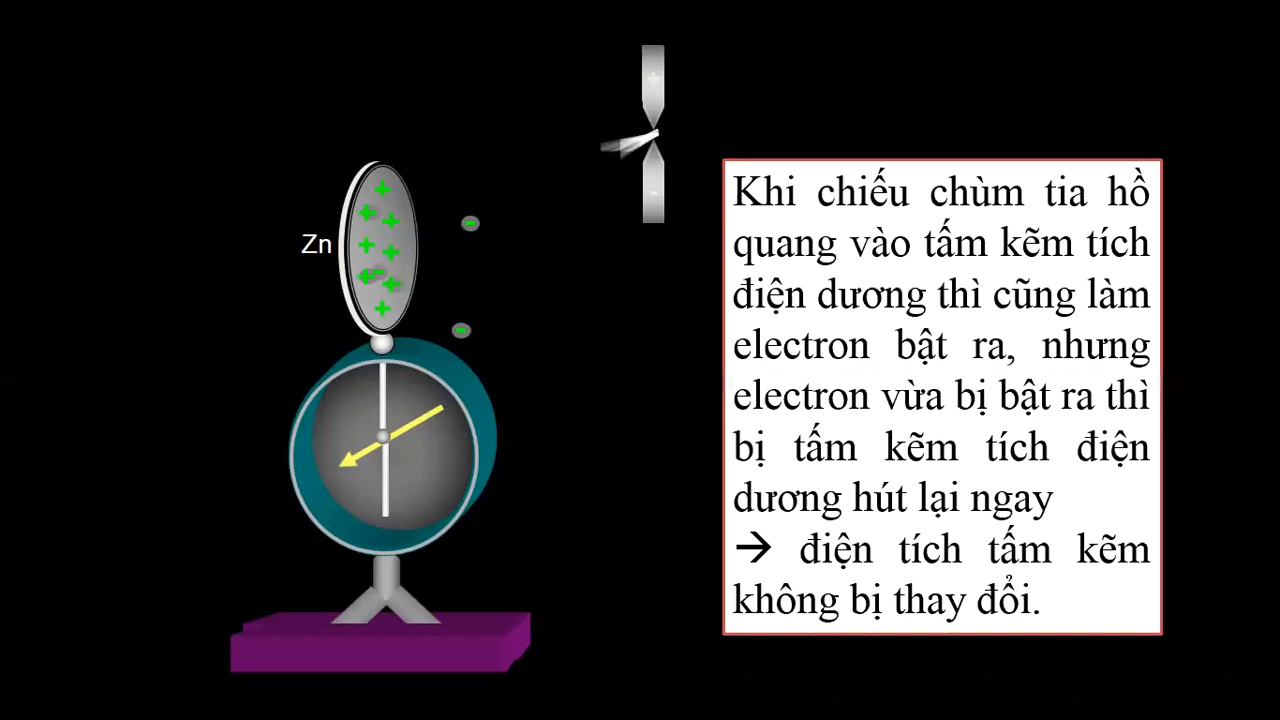 Zn
Khi chiếu chùm tia hồ
quang vào tấm kẽm tích
điện dương thì cũng làm
electron bật ra, nhưng
electron vừa bị bật ra thì
bị tấm kẽm tích điện
dương hút lại ngay
→ điện tích tấm kẽm
không bị thay đổi.